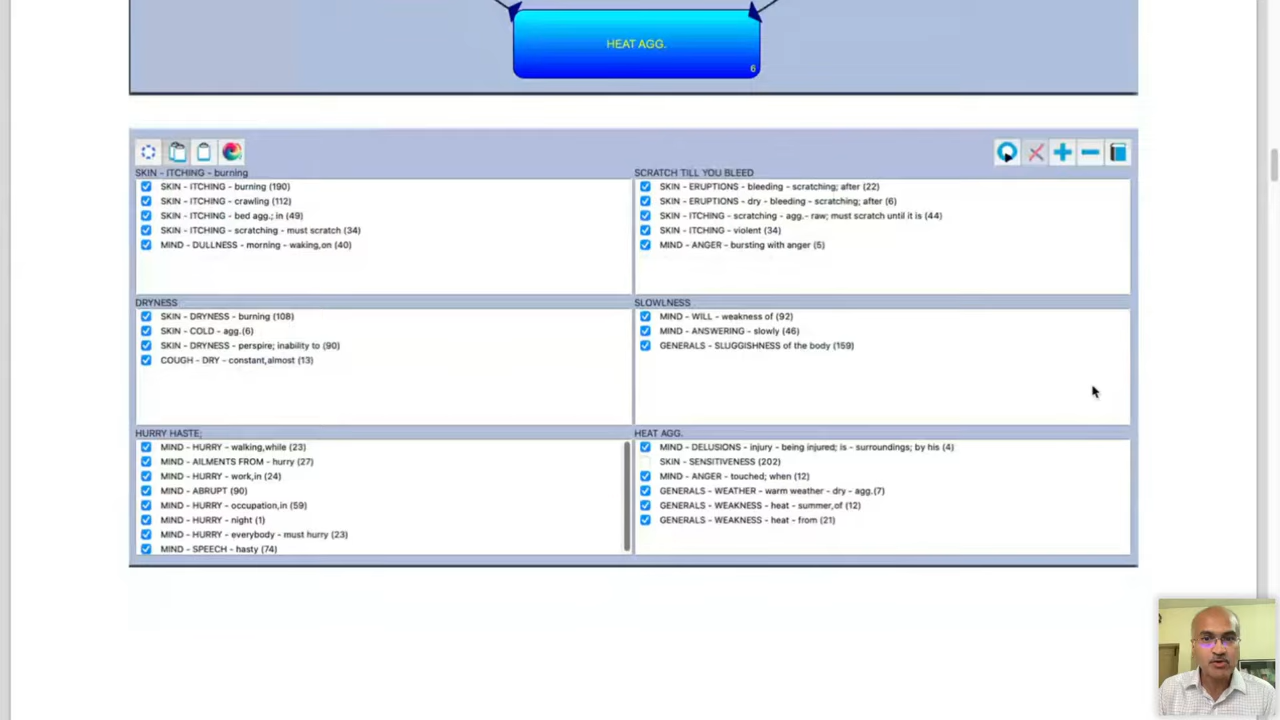 HEAT AGG.
6
SKIN - ITCHING - burning
SKIN - ITCHING - burning (190)
SKIN - ITCHING - crawling (112)
SKIN - ITCHING - bed agg.; in (49)
SKIN - ITCHING - scratching - must scratch (34)
MIND - DULLNESS - morning - waking,on (40)
SCRATCH TILL YOU BLEED
SKIN - ERUPTIONS - bleeding - scratching; after (22)
SKIN - ERUPTIONS - dry - bleeding - scratching; after (6)
SKIN - ITCHING - scratching - agg.- raw; must scratch until it is (44)
SKIN - ITCHING - violent (34)
MIND - ANGER - bursting with anger (5)
DRYNESS
SKIN - DRYNESS - burning (108)
SKIN - COLD - agg.(6)
SKIN - DRYNESS - perspire; inability to (90)
COUGH - DRY - constant,almost (13)
SLOWLNESS
MIND - WILL - weakness of (92)
MIND - ANSWERING - slowly (46)
GENERALS - SLUGGISHNESS of the body (159)
HURRY HASTE;
MIND - HURRY - walking,while (23)
MIND - AILMENTS FROM - hurry (27)
MIND - HURRY - work,in (24)
MIND - ABRUPT (90)
MIND - HURRY - occupation,in (59)
MIND - HURRY - night (1)
MIND - HURRY - everybody - must hurry (23)
MIND - SPEECH - hasty (74)
HEAT AGG.
MIND - DELUSIONS - injury - being injured; is - surroundings; by his (4)
SKIN - SENSITIVENESS (202)
MIND - ANGER - touched; when (12)
GENERALS - WEATHER - warm weather - dry - agg.(7)
GENERALS - WEAKNESS - heat - summer,of (12)
GENERALS - WEAKNESS - heat - from (21)